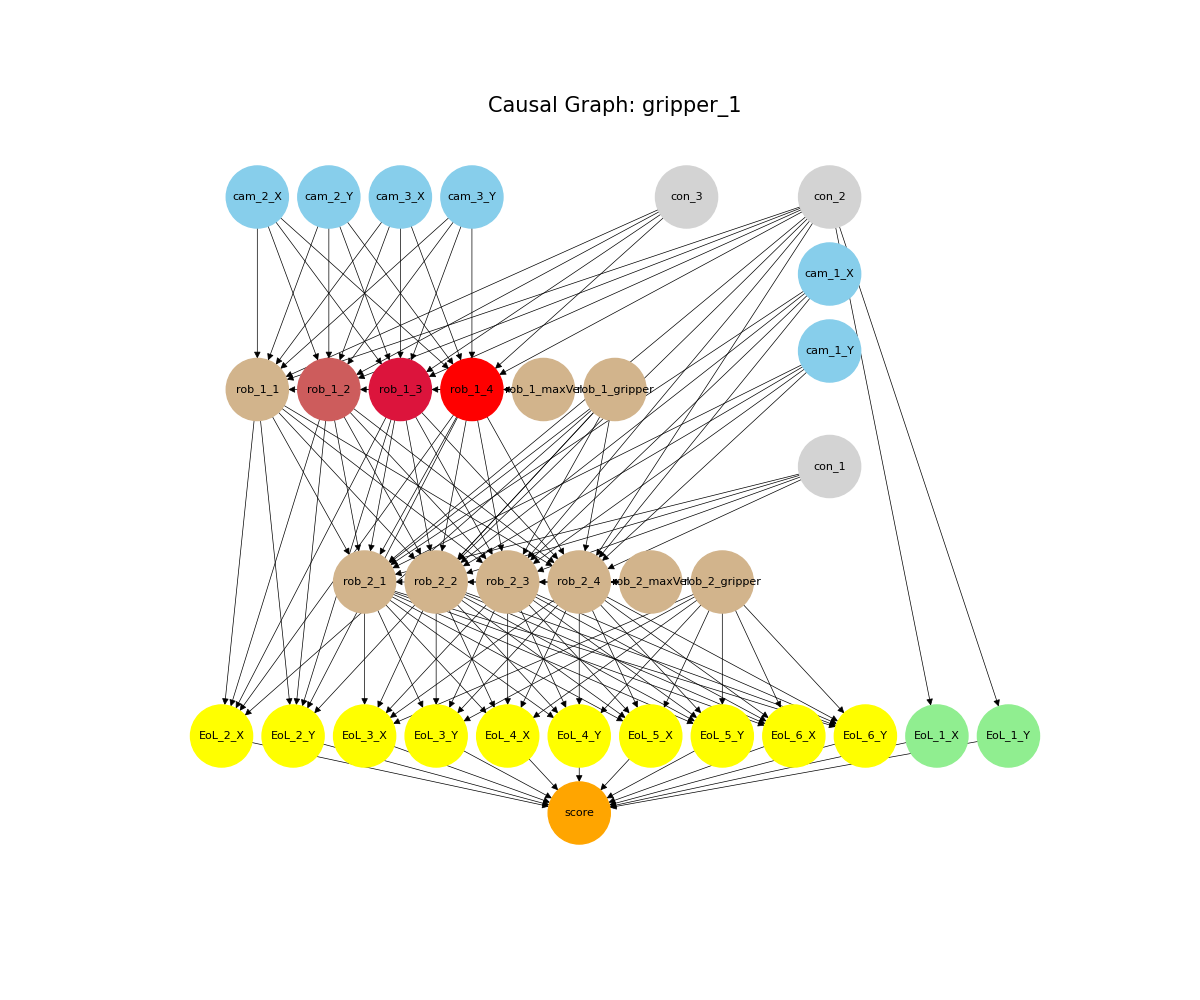 Causal Graph: gripper_1
cam_2_X cam_2_Y cam_3_X cam_3_Y con_3 con_2
cam_1_X
cam_1_Y
rob_1_1 rob_1_2 rob_1_3 rob_1_4 rob_1_maxVel rob_1_gripper
con_1
rob_2_1 rob_2_2 rob_2_3 rob_2_4 rob_2_maxVel rob_2_gripper
EoL_2_X EoL_2_Y EoL_3_X EoL_3_Y EoL_4_X EoL_4_Y EoL_5_X EoL_5_Y EoL_6_X EoL_6_Y EoL_1_X EoL_1_Y
score